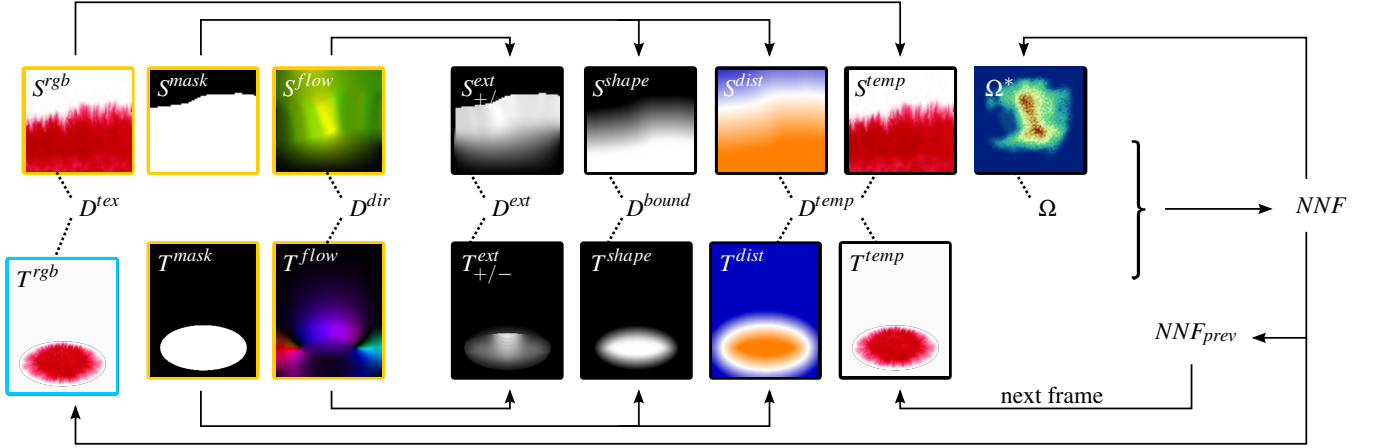 S^rgb S^mask S^flow S^ext_+/- S^shape S^dist S^temp Ω*
D^tex D^dir D^ext D^bound D^temp Ω NNF
T^rgb T^mask T^flow T^ext_+/− T^shape T^dist T^temp
NNF_prev
next frame